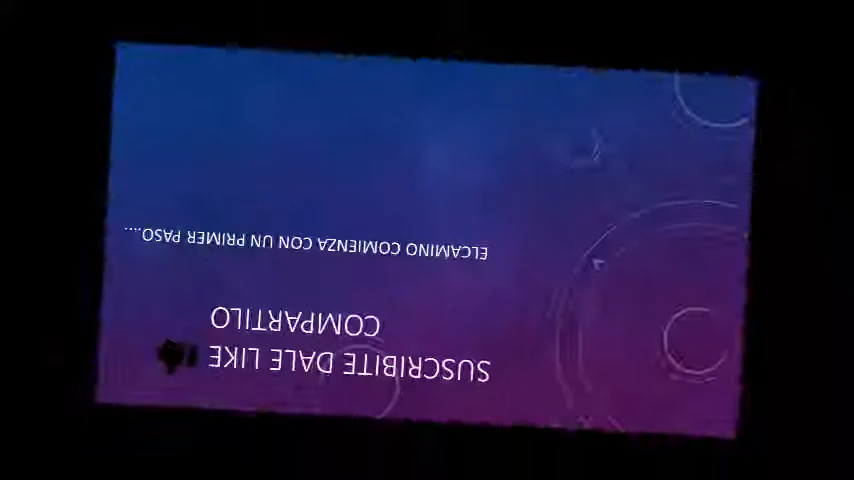 SUSCRIBITE DALE LIKE
COMPARTILO
ELCAMINO COMIENZA CON UN PRIMER PASO....